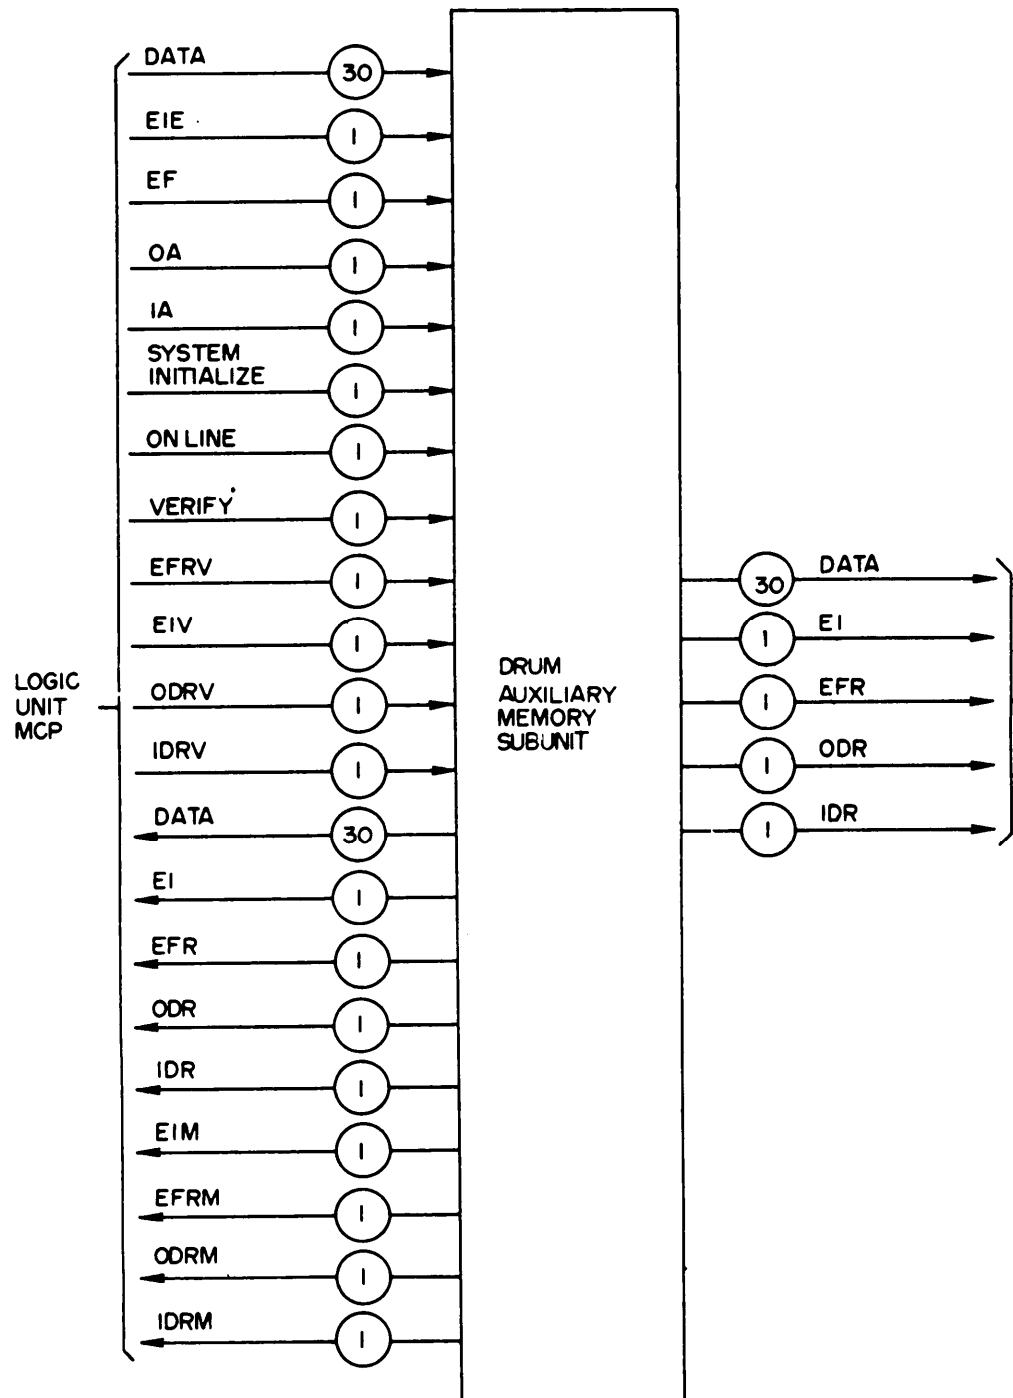 DATA
30
EIE
1
EF
1
OA
1
IA
1
SYSTEM
INITIALIZE
1
ON LINE
1
VERIFY
1
EFRV
1
EIV
1
ODRV
1
IDRV
1
DATA
30
EI
1
EFR
1
ODR
1
IDR
1
EIM
1
EFRM
1
ODRM
1
IDRM
1
LOGIC
UNIT
MCP
DRUM
AUXILIARY
MEMORY
SUBUNIT
30
DATA
1
EI
1
EFR
1
ODR
1
IDR